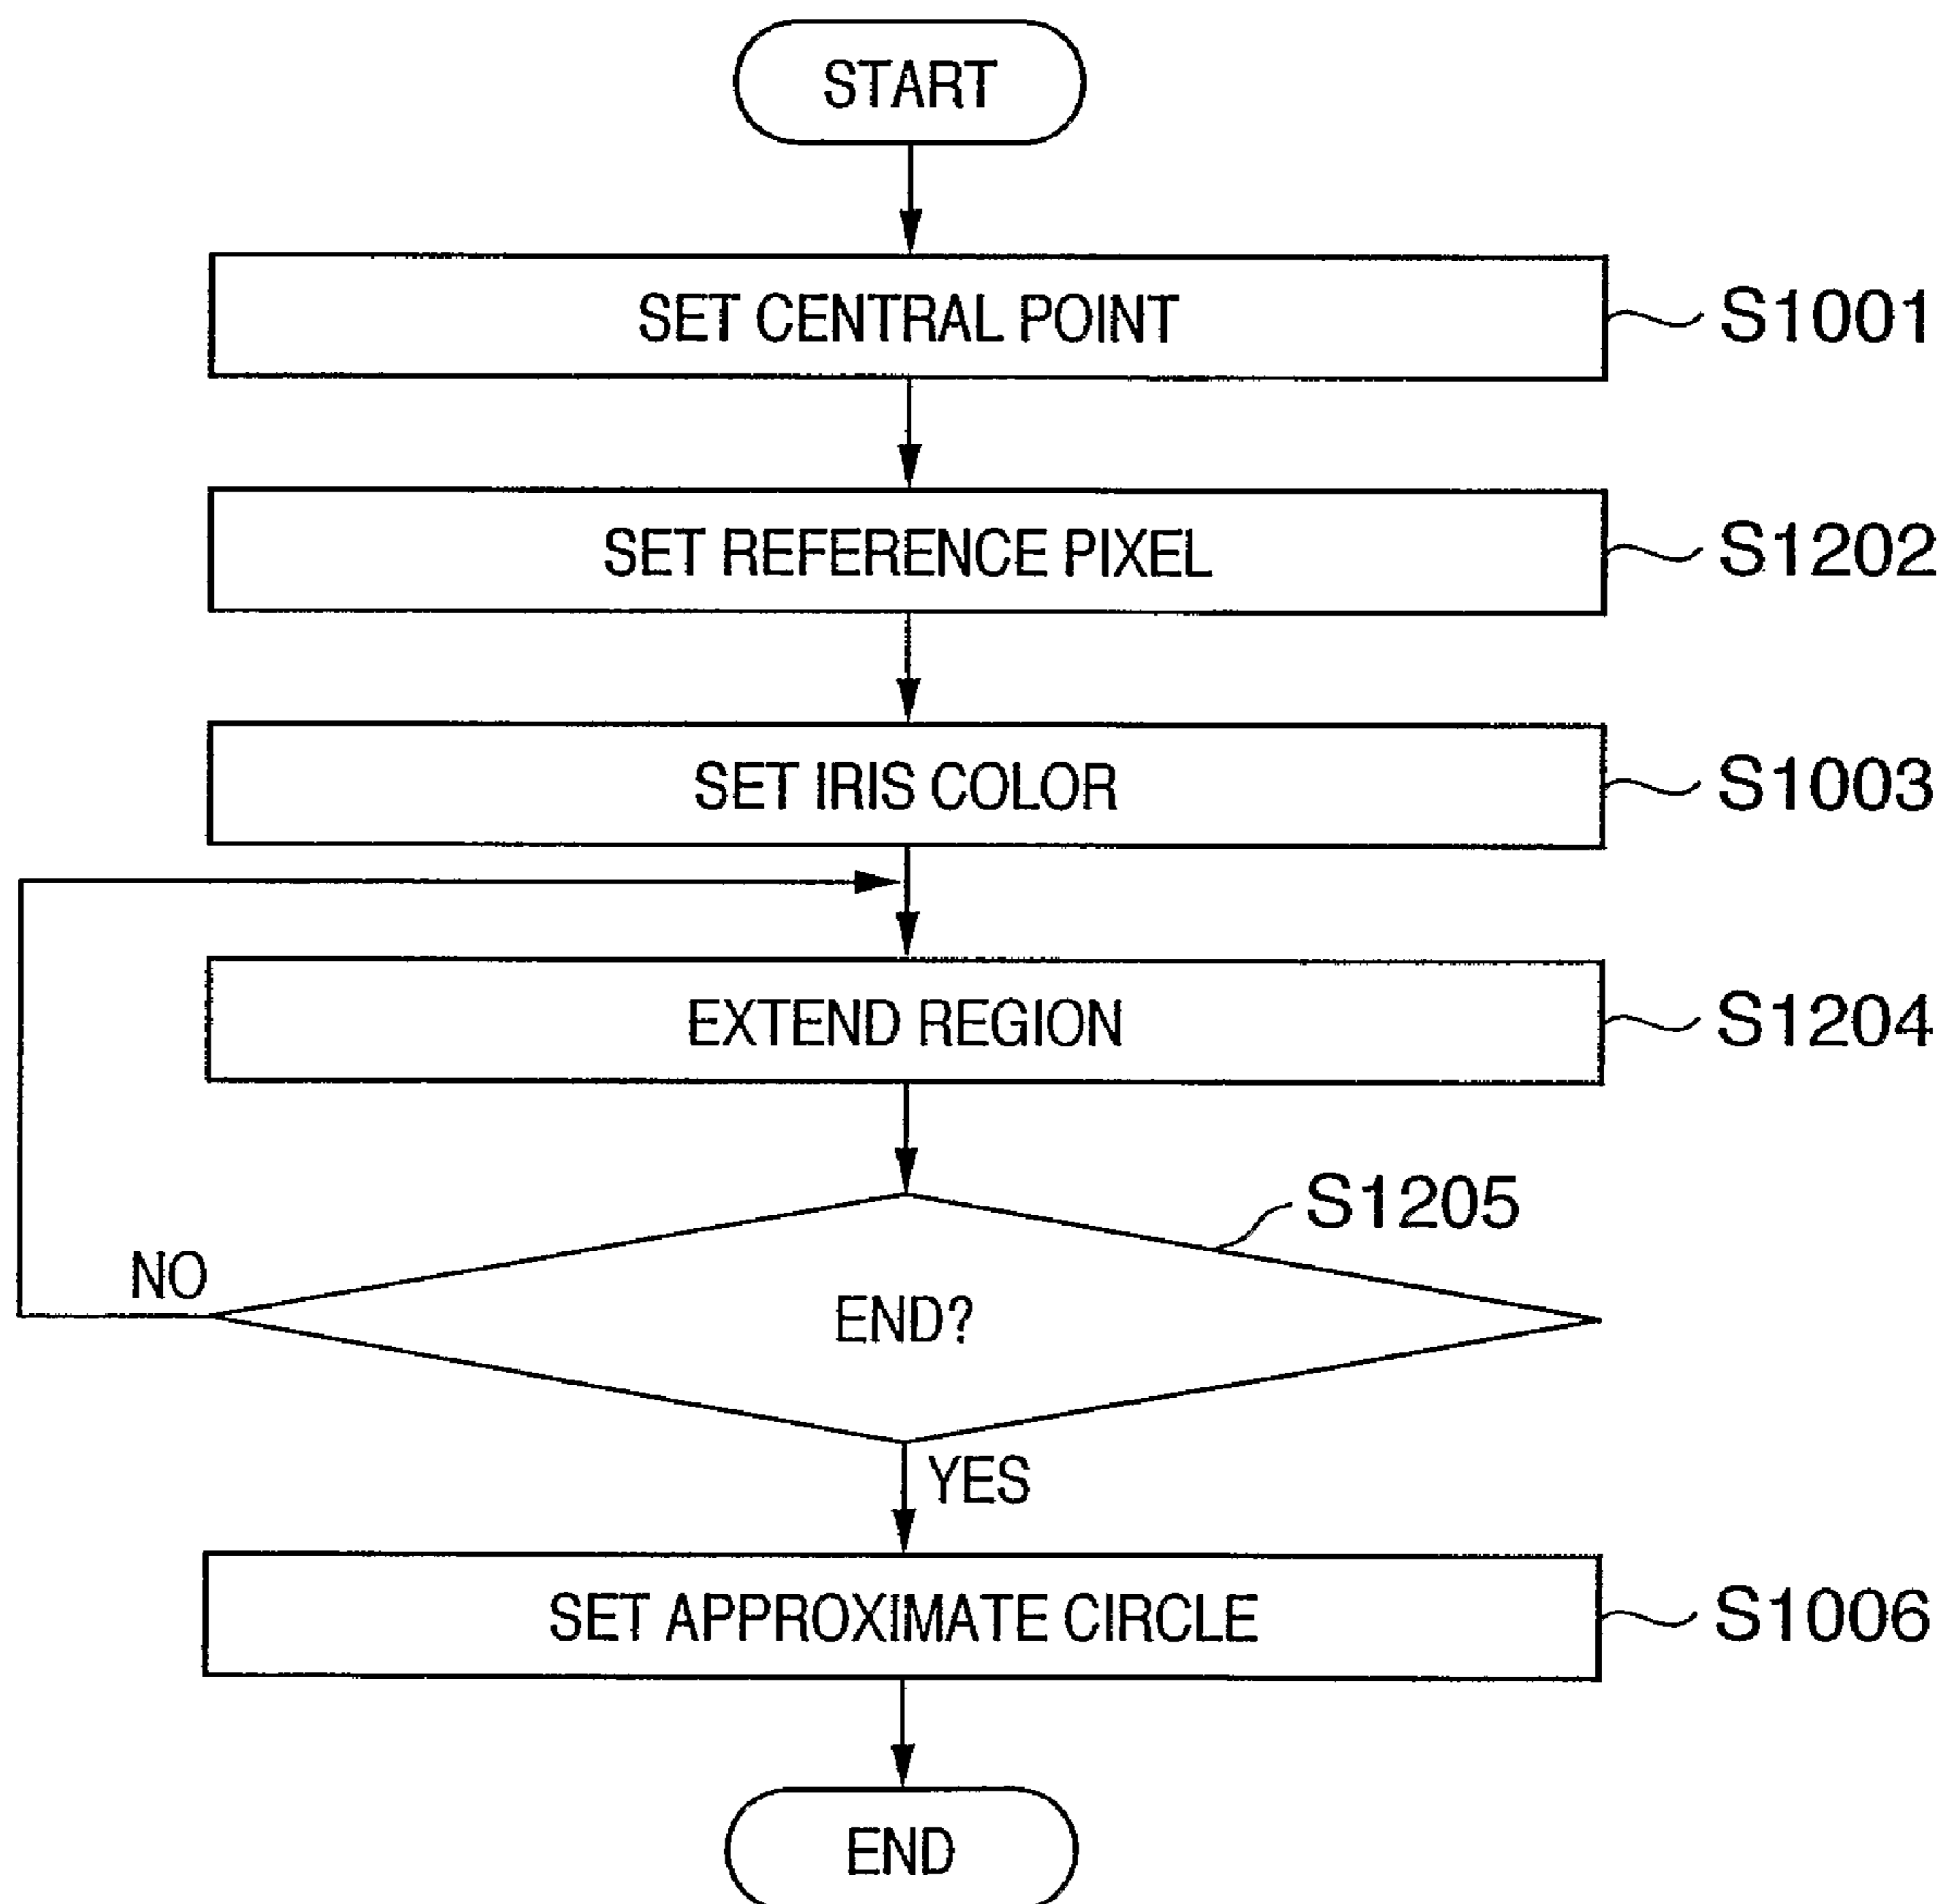 START
SET CENTRAL POINT
S1001
SET REFERENCE PIXEL
S1202
SET IRIS COLOR
S1003
EXTEND REGION
S1204
S1205
NO
END?
YES
SET APPROXIMATE CIRCLE
S1006
END